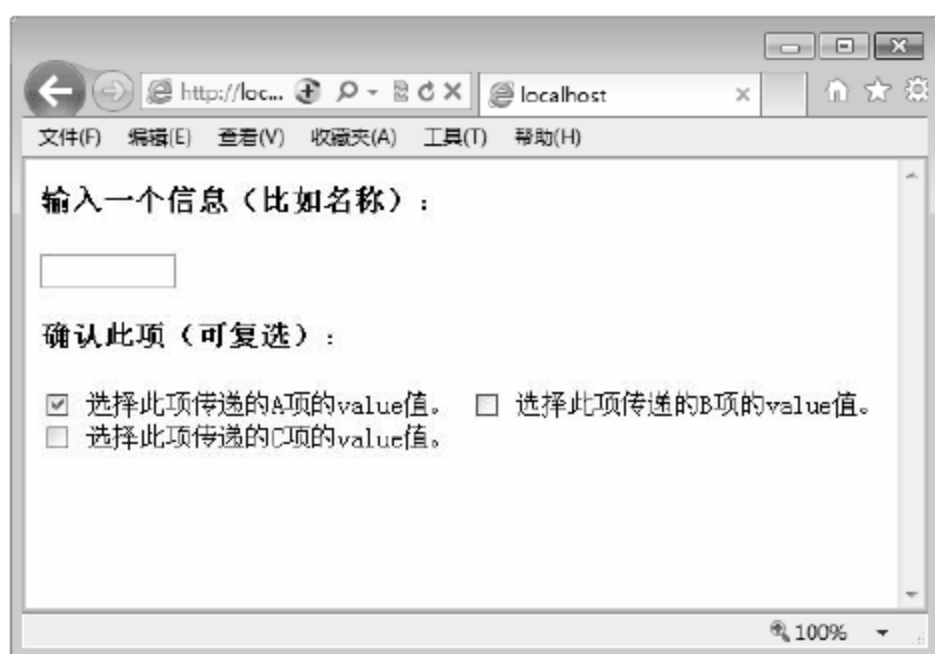 http://loc...
localhost
文件(F) 编辑(E) 查看(V) 收藏夹(A) 工具(T) 帮助(H)
输入一个信息（比如名称）：
确认此项（可复选）：
选择此项传递的A项的value值。 选择此项传递的B项的value值。
选择此项传递的C项的value值。
100%